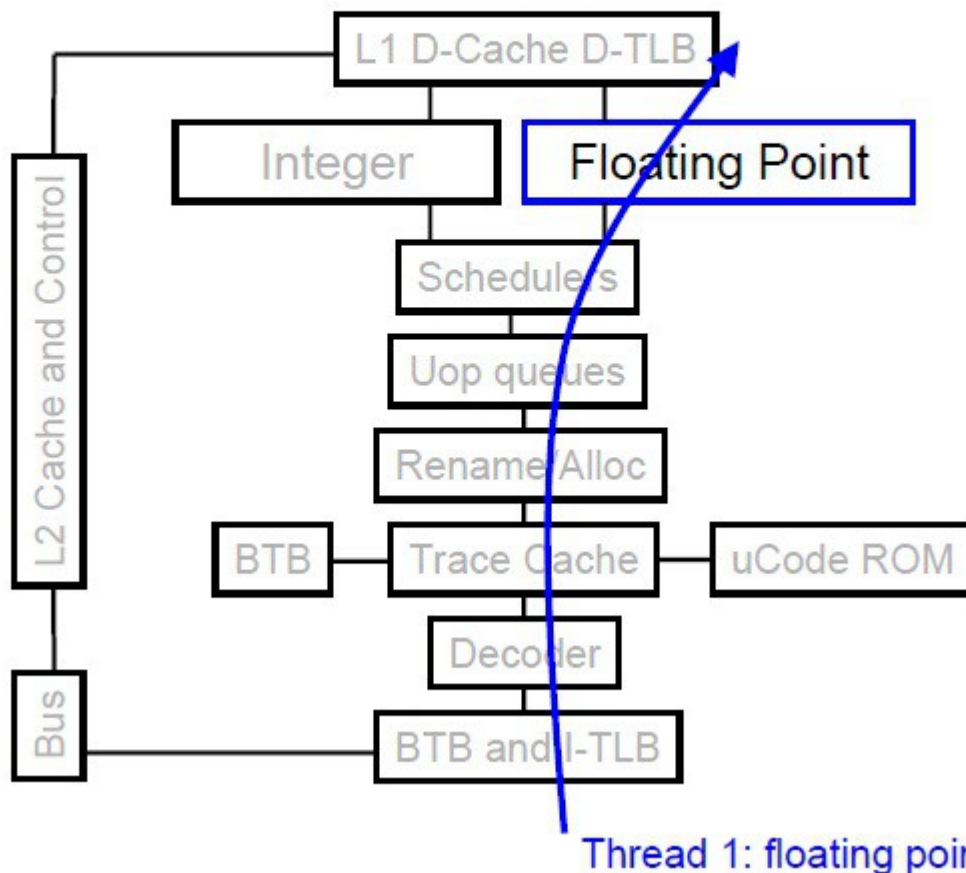 L1 D-Cache D-TLB
Integer
Floating Point
L2 Cache and Control
Schedulers
Uop queues
Rename/Alloc
BTB
Trace Cache
uCode ROM
Decoder
Bus
BTB and I-TLB
Thread 1: floating poin